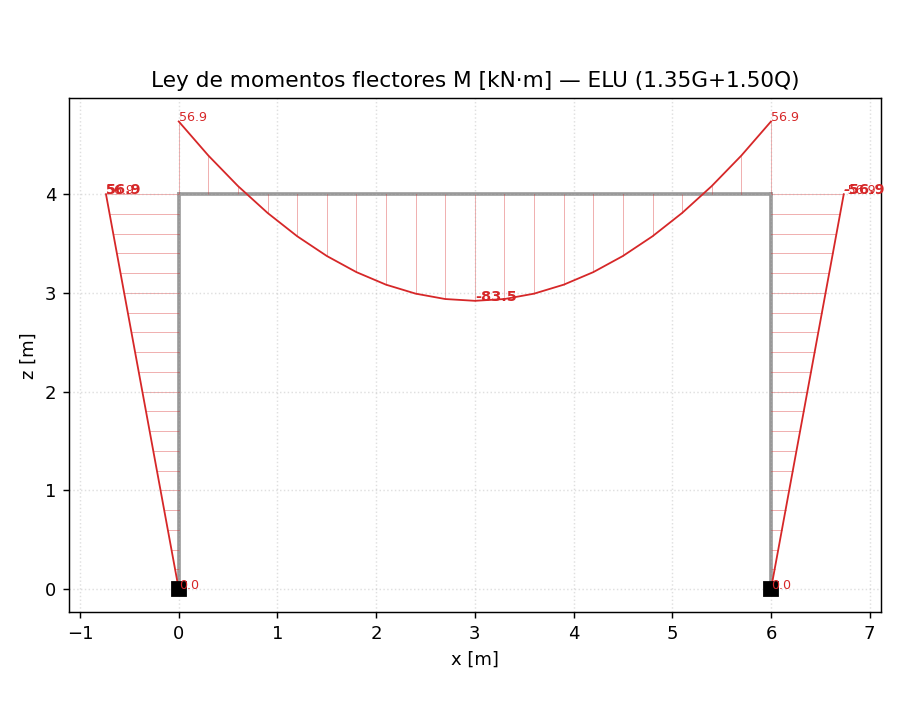 Ley de momentos flectores M [kN·m] — ELU (1.35G+1.50Q)
56.9 56.9
56.9 -56.9
-83.5
0.0 0.0
4
3
2
1
0
z [m]
−1 0 1 2 3 4 5 6 7
x [m]